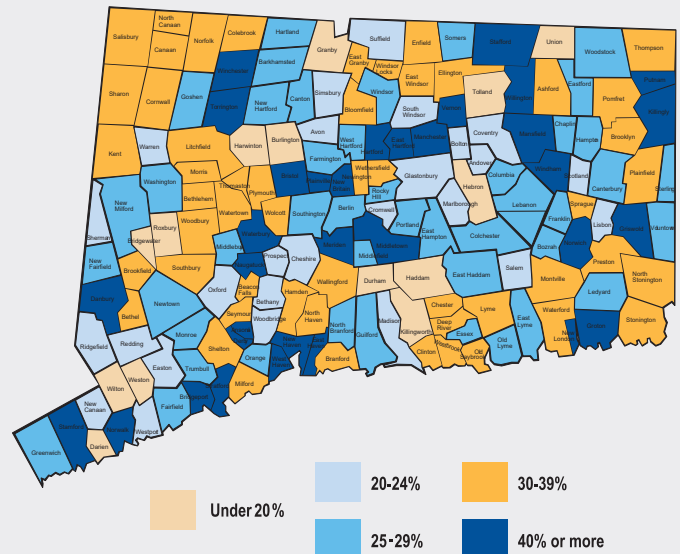 North
Canaan
Salisbury
Canaan
Norfolk
Colebrook
Hartland
Granby
Suffield
Enfield
Somers
Stafford
Union
Woodstock
Thompson
East
Granby
Windsor
Locks
East
Windsor
Ellington
Winchester
Barkhamsted
Sharon
Cornwall
Goshen
Torrington
New
Hartford
Canton
Simsbury
Bloomfield
Windsor
South
Windsor
Vernon
Tolland
Willington
Ashford
Eastford
Pomfret
Putnam
Killingly
Kent
Warren
Litchfield
Harwinton
Burlington
Avon
West
Hartford
Hartford
East
Hartford
Manchester
Bolton
Coventry
Mansfield
Chaplin
Hampte
Brooklyn
Farmington
Washington
Morris
Bethlehem
Thomaston
Plymouth
Bristol
Plainville
New
Britain
Newington
Wethersfield
Rocky
Hill
Glastonbury
Andover
Hebron
Columbia
Windham
Scotland
Canterbury
Plainfield
Sterling
New
Milford
Roxbury
Woodbury
Watertown
Wolcott
Southington
Berlin
Cromwell
Portland
East
Hampton
Marlborough
Lebanon
Franklin
Sprague
Lisbon
Griswold
Voluntown
Sherman
Bridgewater
Waterbury
Middlebury
Prospect
Cheshire
Meriden
Middletown
Middlefield
Colchester
Bozrah
Norwich
Preston
North
Stonington
New
Fairfield
Brookfield
Southbury
Naugatuck
Beacon
Falls
Bethany
Hamden
Wallingford
Durham
Haddam
East Haddam
Salem
Montville
Ledyard
Danbury
Bethel
Newtown
Oxford
Seymour
Woodbridge
North
Haven
North
Branford
Guilford
Madison
Killingworth
Chester
Deep
River
Essex
Lyme
East
Lyme
Waterford
New
London
Groton
Stonington
Ridgefield
Redding
Monroe
Shelton
Orange
West
Haven
New
Haven
East
Haven
Branford
Clinton
Westbrook
Old
Saybrook
Old
Lyme
Easton
Trumbull
Milford
Wilton
Weston
Fairfield
Bridgeport
Stratford
New
Canaan
Westport
Norwalk
Darien
Stamford
Greenwich
Under 20%
20-24%
25-29%
30-39%
40% or more